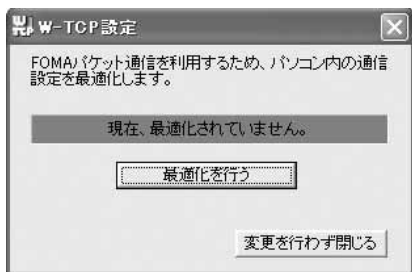 W-TCP設定
FOMAパケット通信を利用するため、パソコン内の通信
設定を最適化します。
現在、最適化されていません。
最適化を行う
変更を行わず閉じる